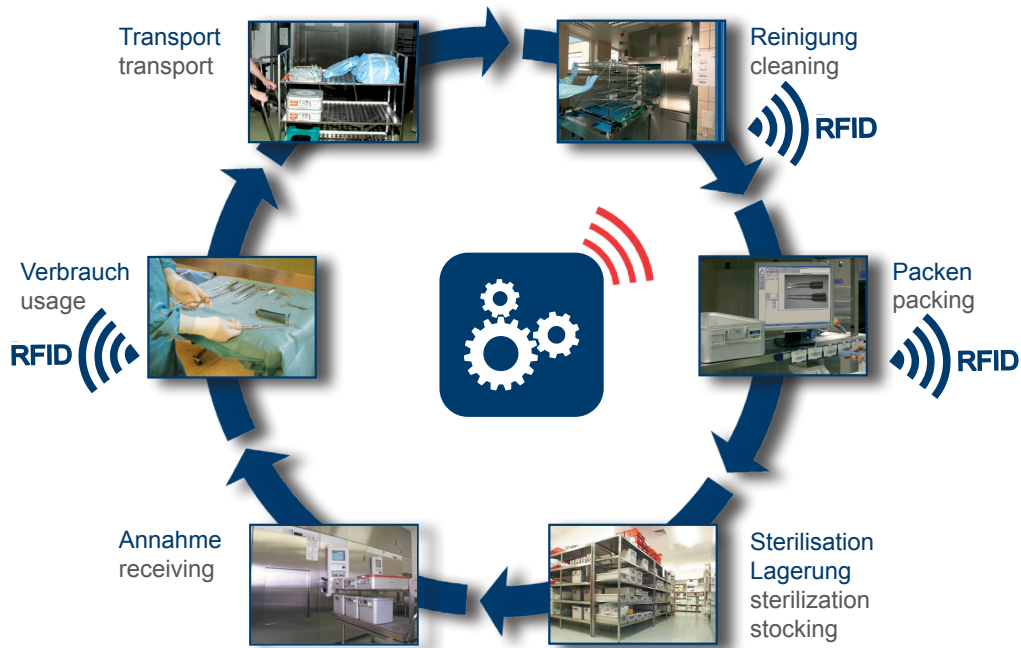 Transport
transport
Reinigung
cleaning
RFID
Packen
packing
RFID
Sterilisation
Lagerung
sterilization
stocking
Annahme
receiving
Verbrauch
usage
RFID